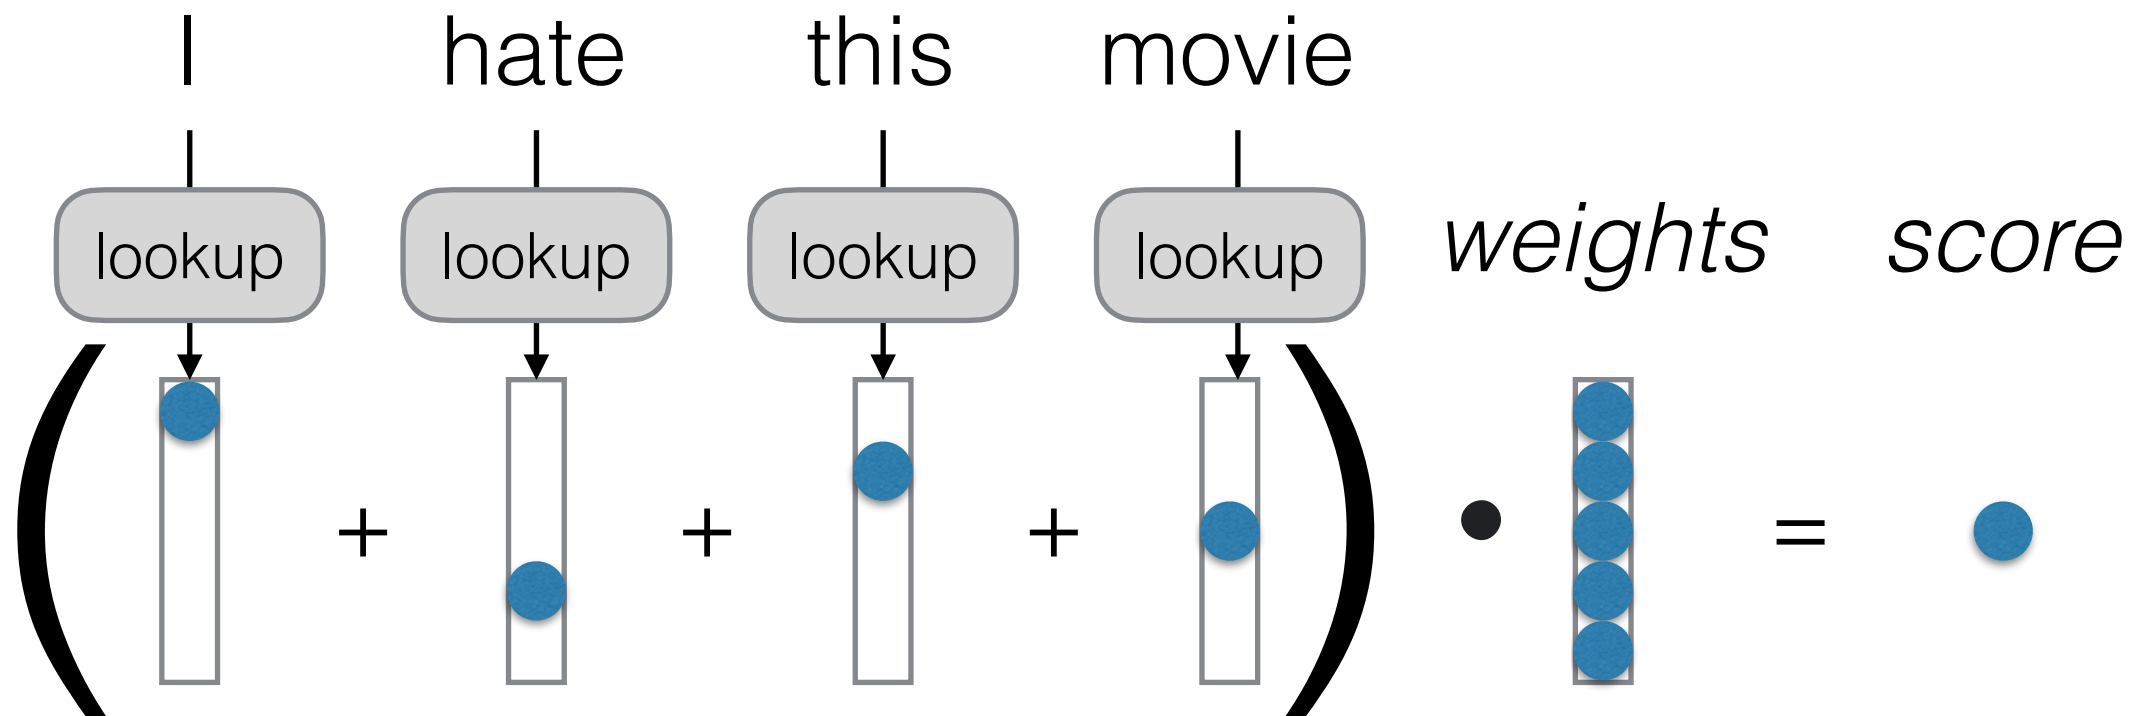 I hate this movie
lookup lookup lookup lookup weights score
( + + + ) • =